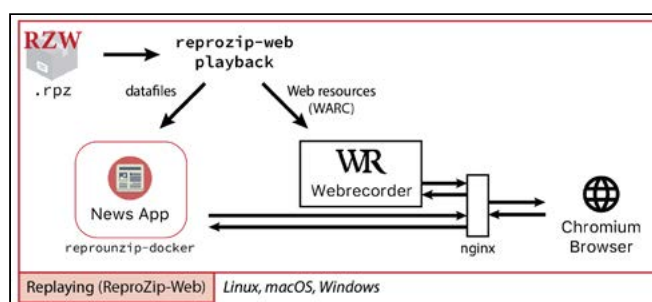 RZW
.rpz
reprozip-web
playback
datafiles
Web resources
(WARC)
News App
reprounzip-docker
WR
Webrecorder
nginx
Chromium
Browser
Replaying (ReproZip-Web)
Linux, macOS, Windows